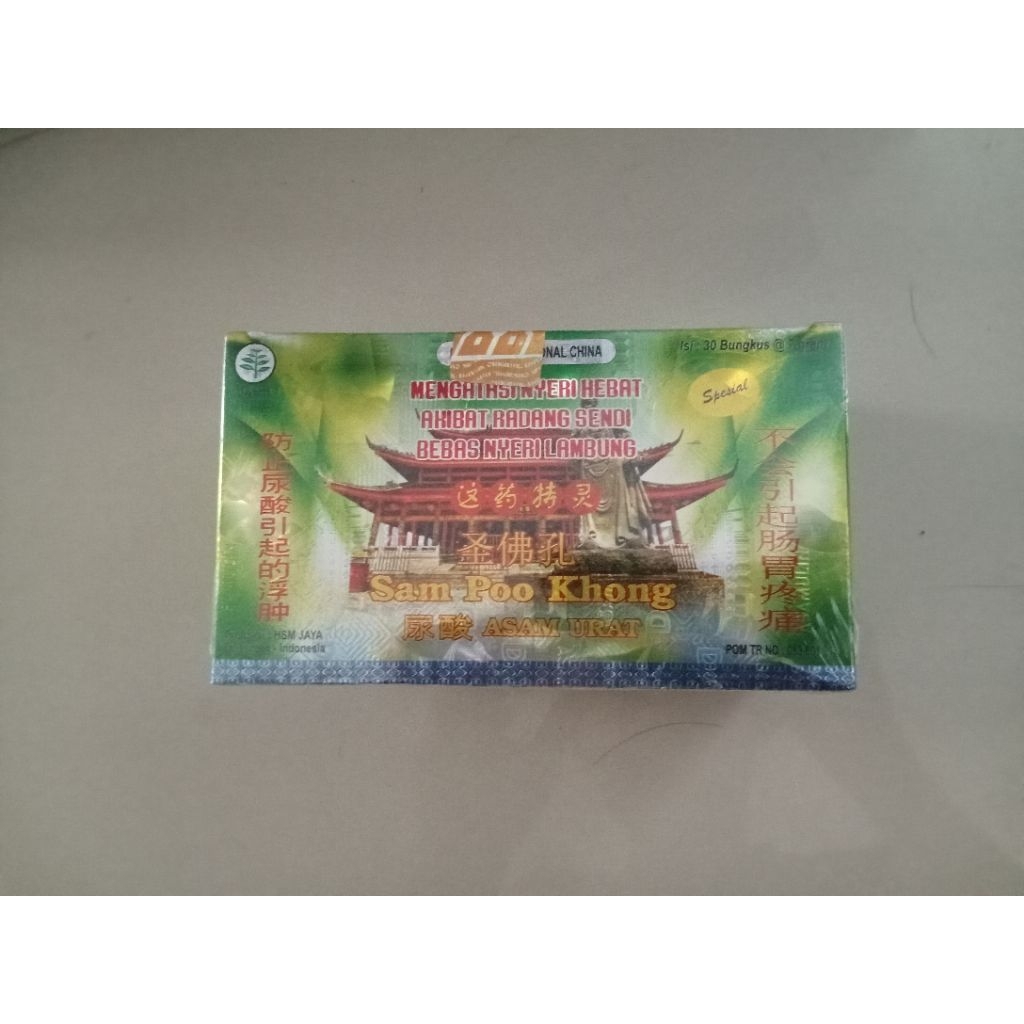 ONAL CHINA
Isi : 30 Bungkus @
Spesial
MENGATASI NYERI HEBAT
AKIBAT RADANG SENDI
BEBAS NYERI LAMBUNG
这药特灵
圣佛孔
Sam Poo Khong
尿酸 ASAM URAT
防止尿酸引起的浮肿
不会引起肠胃疼痛
HSM JAYA
Indonesia
POM TR NO